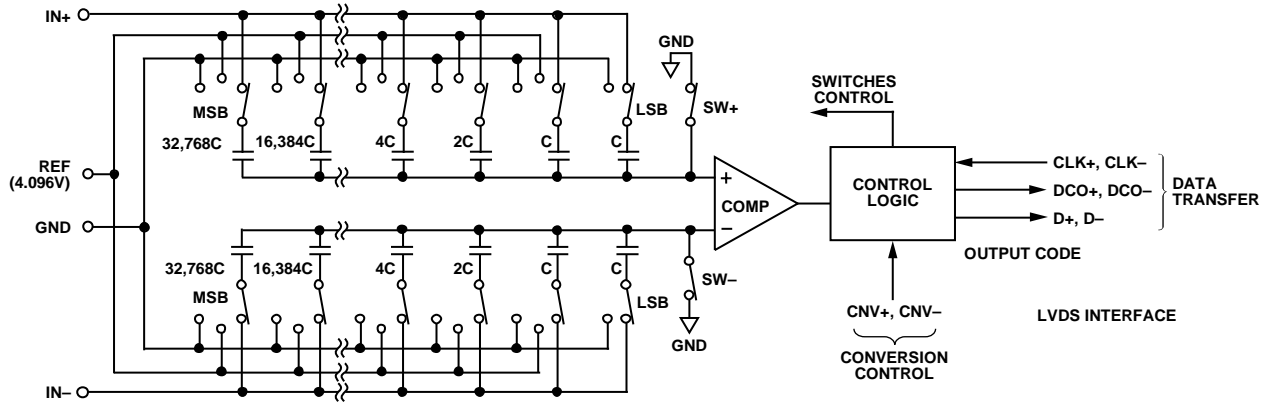 IN+
GND
SWITCHES
CONTROL
MSB
LSB
SW+
32,768C
16,384C
4C
2C
C
C
REF
(4.096V)
GND
+
COMP
–
CONTROL
LOGIC
CLK+, CLK–
DCO+, DCO–
D+, D–
DATA
TRANSFER
OUTPUT CODE
32,768C
16,384C
4C
2C
C
C
MSB
LSB
SW–
GND
CNV+, CNV–
CONVERSION
CONTROL
LVDS INTERFACE
IN–